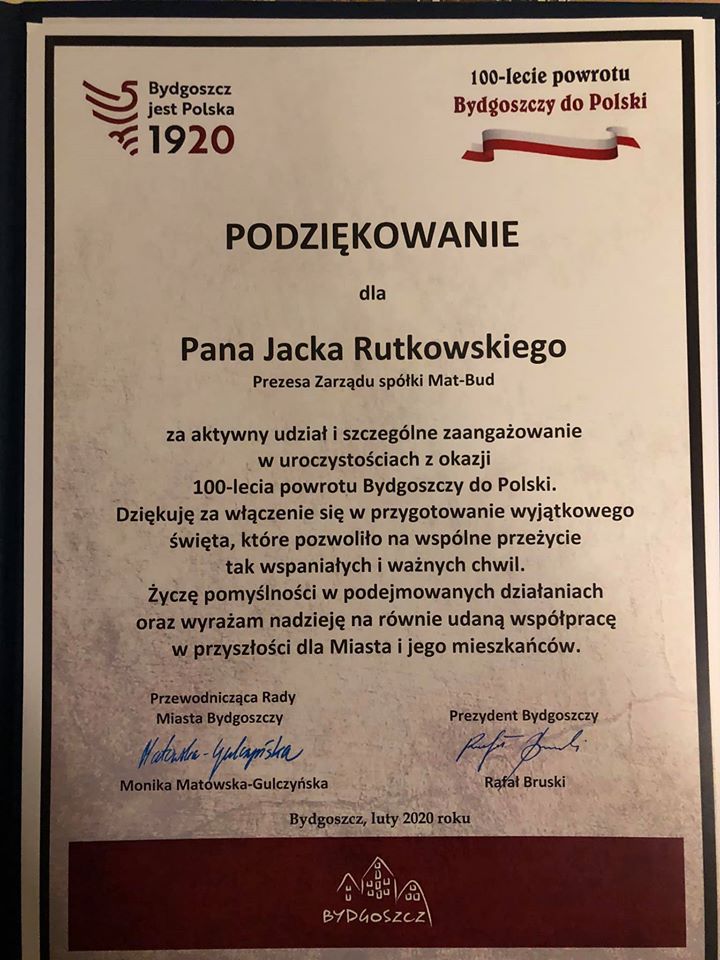 Bydgoszcz
jest Polska
1920
100-lecie powrotu
Bydgoszczy do Polski
PODZIĘKOWANIE
dla
Pana Jacka Rutkowskiego
Prezesa Zarządu spółki Mat-Bud
za aktywny udział i szczególne zaangażowanie
w uroczystościach z okazji
100-lecia powrotu Bydgoszczy do Polski.
Dziękuję za włączenie się w przygotowanie wyjątkowego
święta, które pozwoliło na wspólne przeżycie
tak wspaniałych i ważnych chwil.
Życzę pomyślności w podejmowanych działaniach
oraz wyrażam nadzieję na równie udaną współpracę
w przyszłości dla Miasta i jego mieszkańców.
Przewodnicząca Rady
Miasta Bydgoszczy
Matowska-Gulczyńska
Monika Matowska-Gulczyńska
Prezydent Bydgoszczy
Rafał Bruski
Rafał Bruski
Bydgoszcz, luty 2020 roku
BYDGOSZCZ